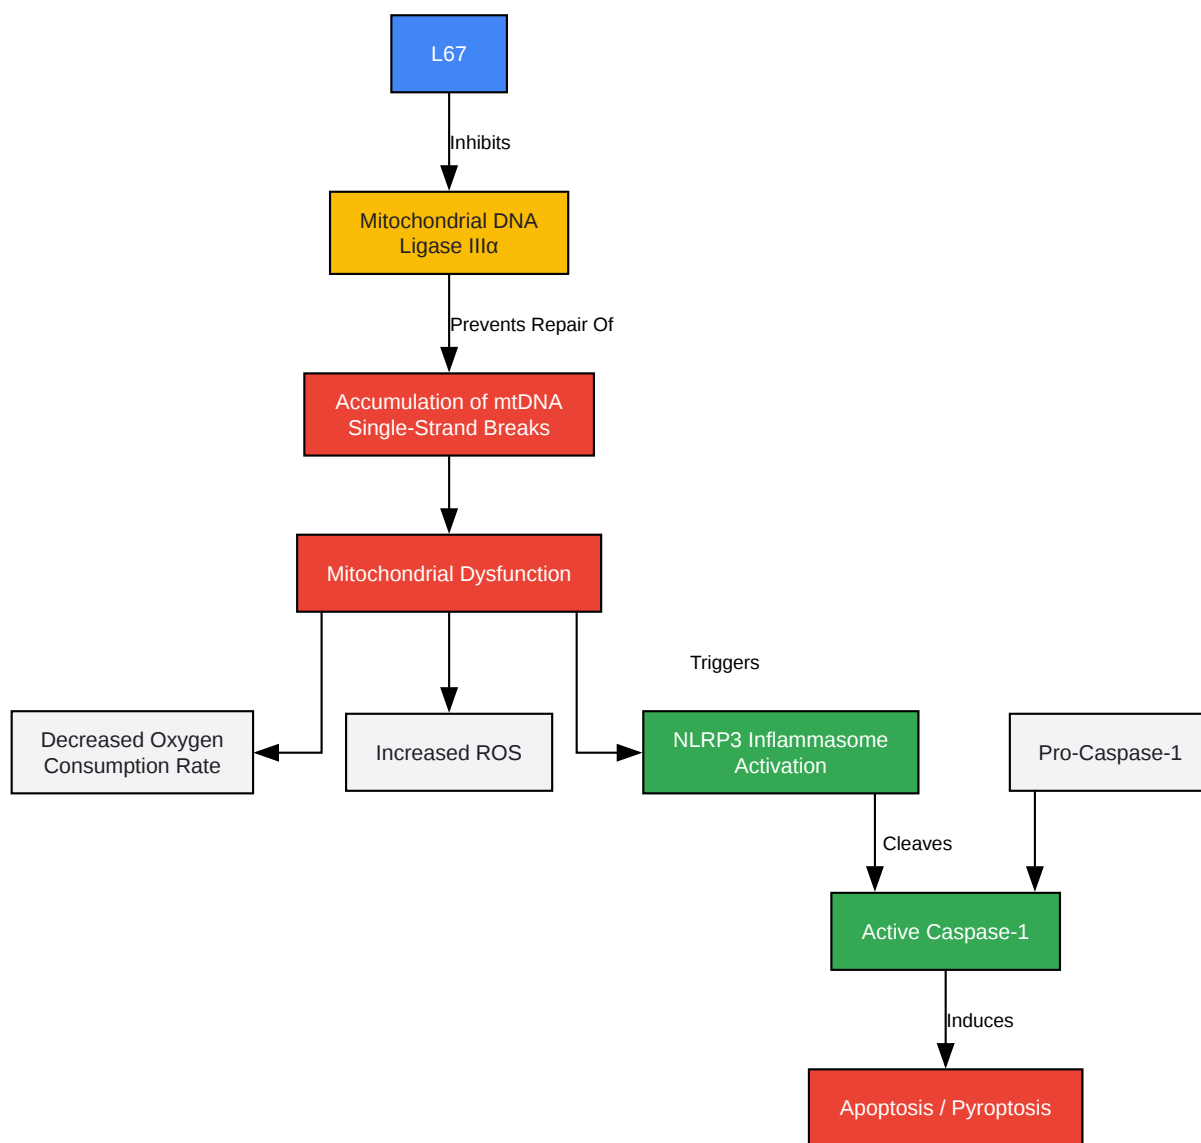 L67
Inhibits
Mitochondrial DNA
Ligase IIIα
Prevents Repair Of
Accumulation of mtDNA
Single-Strand Breaks
Mitochondrial Dysfunction
Triggers
Decreased Oxygen
Consumption Rate
Increased ROS
NLRP3 Inflammasome
Activation
Pro-Caspase-1
Cleaves
Active Caspase-1
Induces
Apoptosis / Pyroptosis